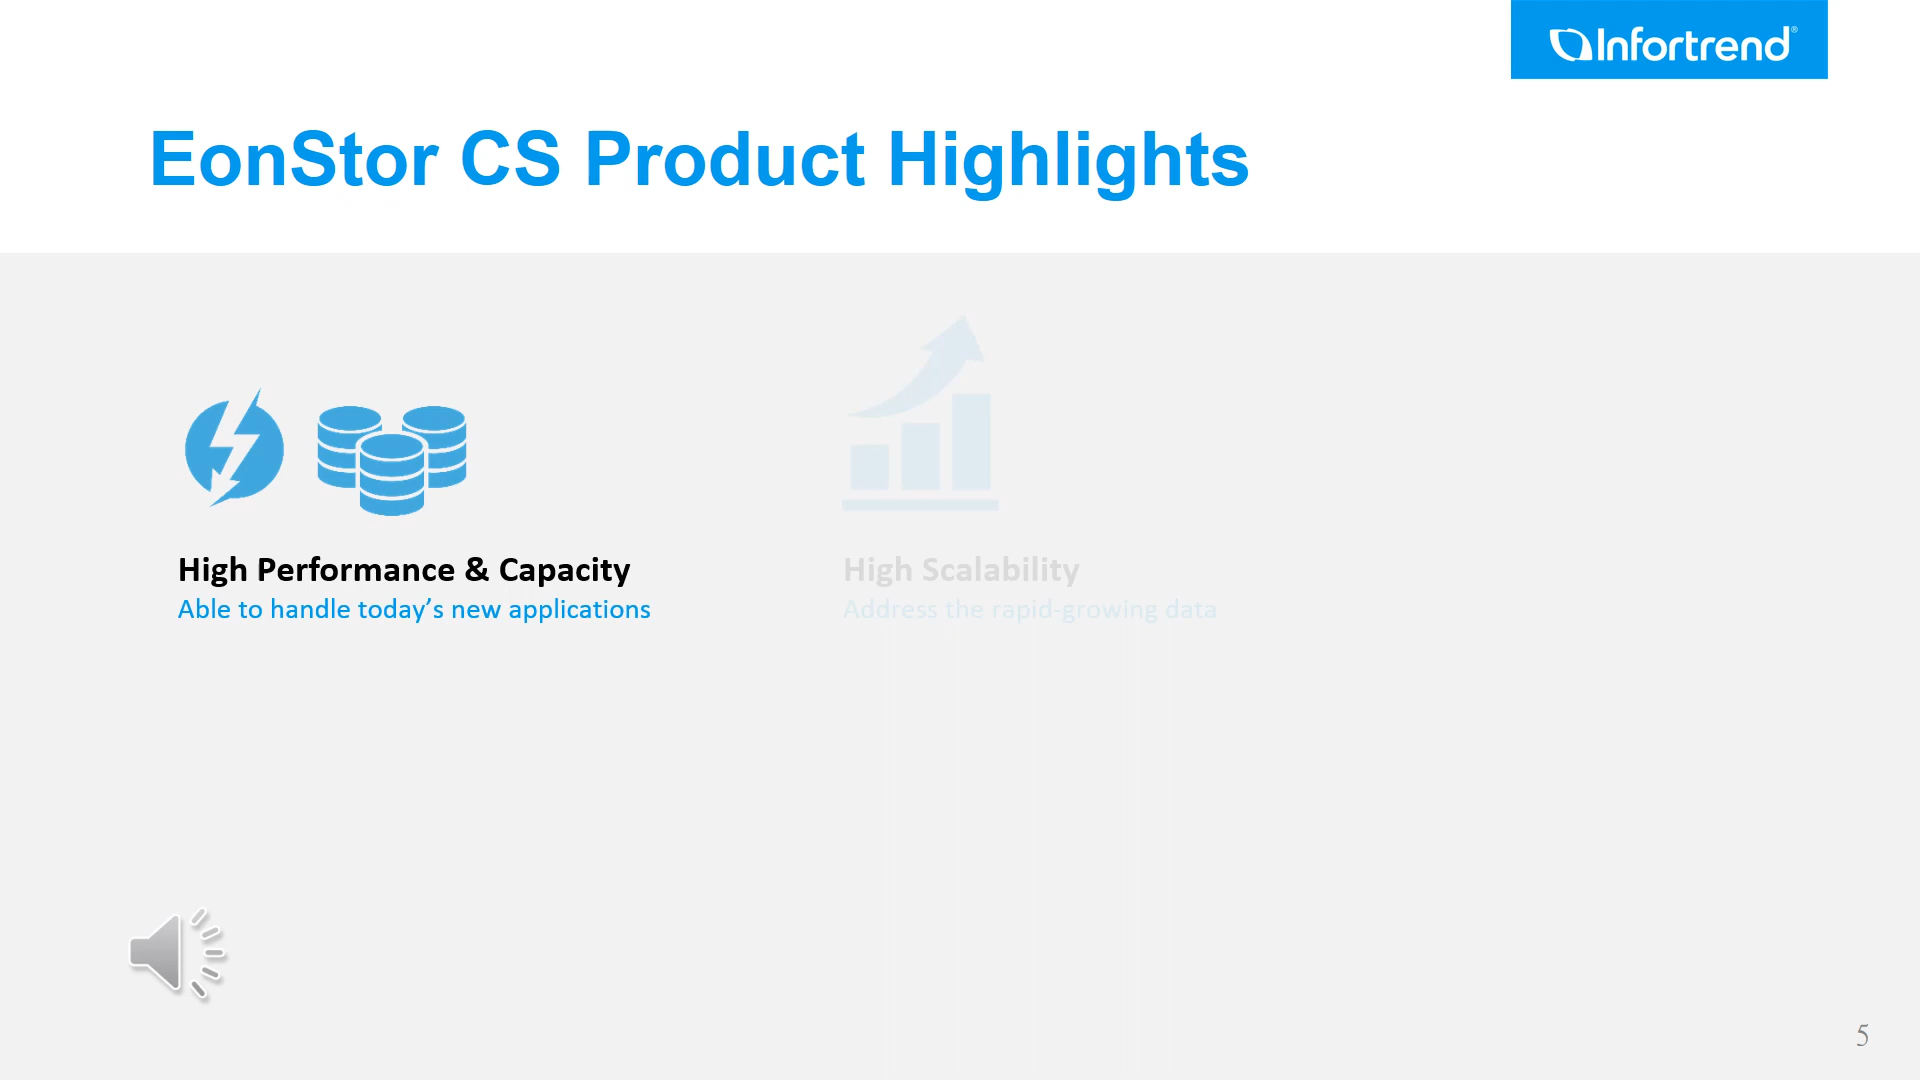 Infortrend®
EonStor CS Product Highlights
High Performance & Capacity
Able to handle today’s new applications
High Scalability
Address the rapid-growing data
5